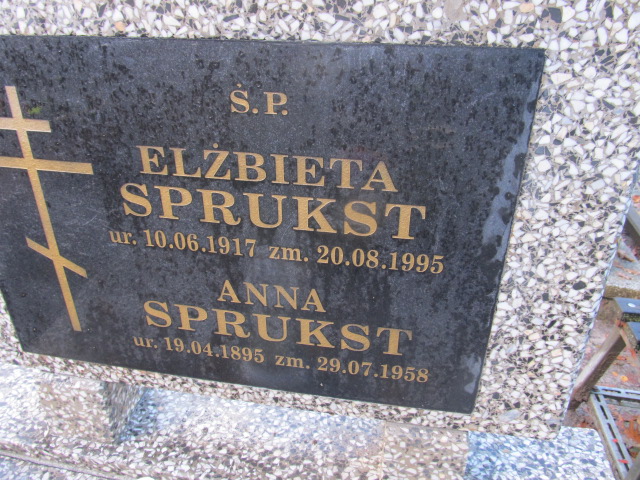 Ś.P.
ELŻBIETA
SPRUKST
ur. 10.06.1917 zm. 20.08.1995
ANNA
SPRUKST
ur. 19.04.1895 zm. 29.07.1958